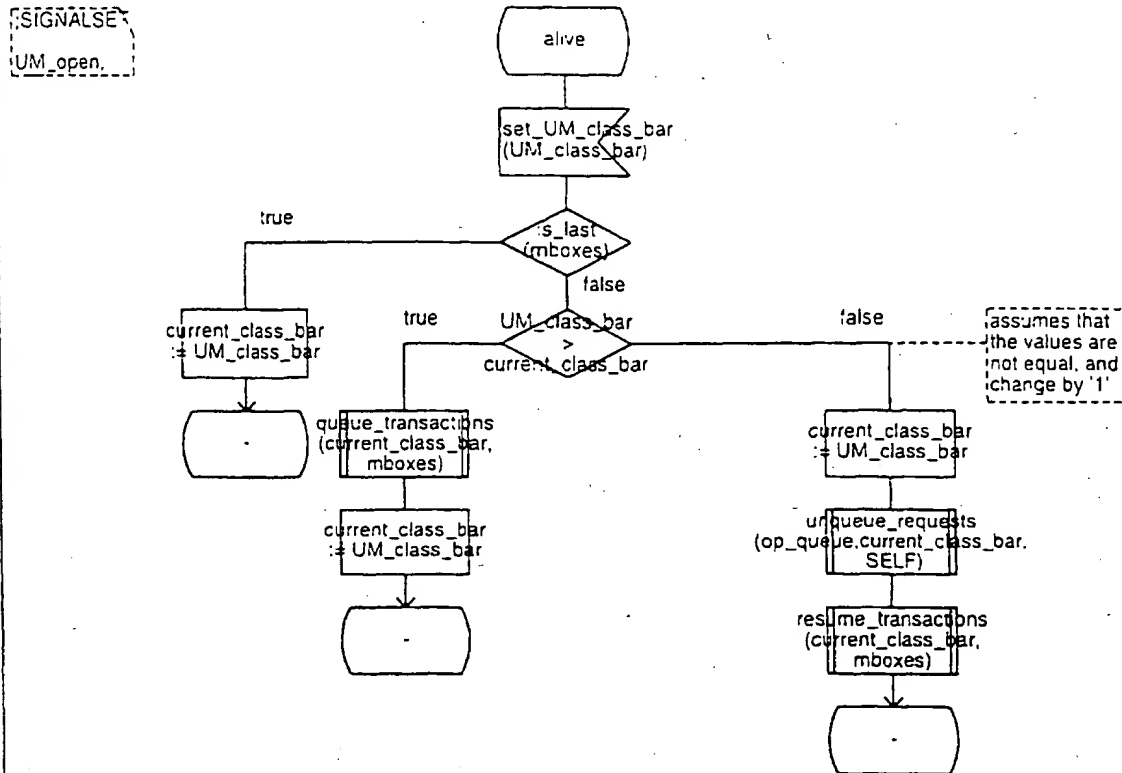 ;SIGNALSET
UM_open,
alive
set_UM_class_bar
(UM_class_bar)
true
is_last
(mboxes)
false
current_class_bar
:= UM_class_bar
-
true
UM_class_bar
>
current_class_bar
false
assumes that
the values are
not equal, and
change by '1'
queue_transactions
(current_class_bar,
mboxes)
current_class_bar
:= UM_class_bar
-
current_class_bar
:= UM_class_bar
unqueue_requests
(op_queue,current_class_bar,
SELF)
resume_transactions
(current_class_bar,
mboxes)
-